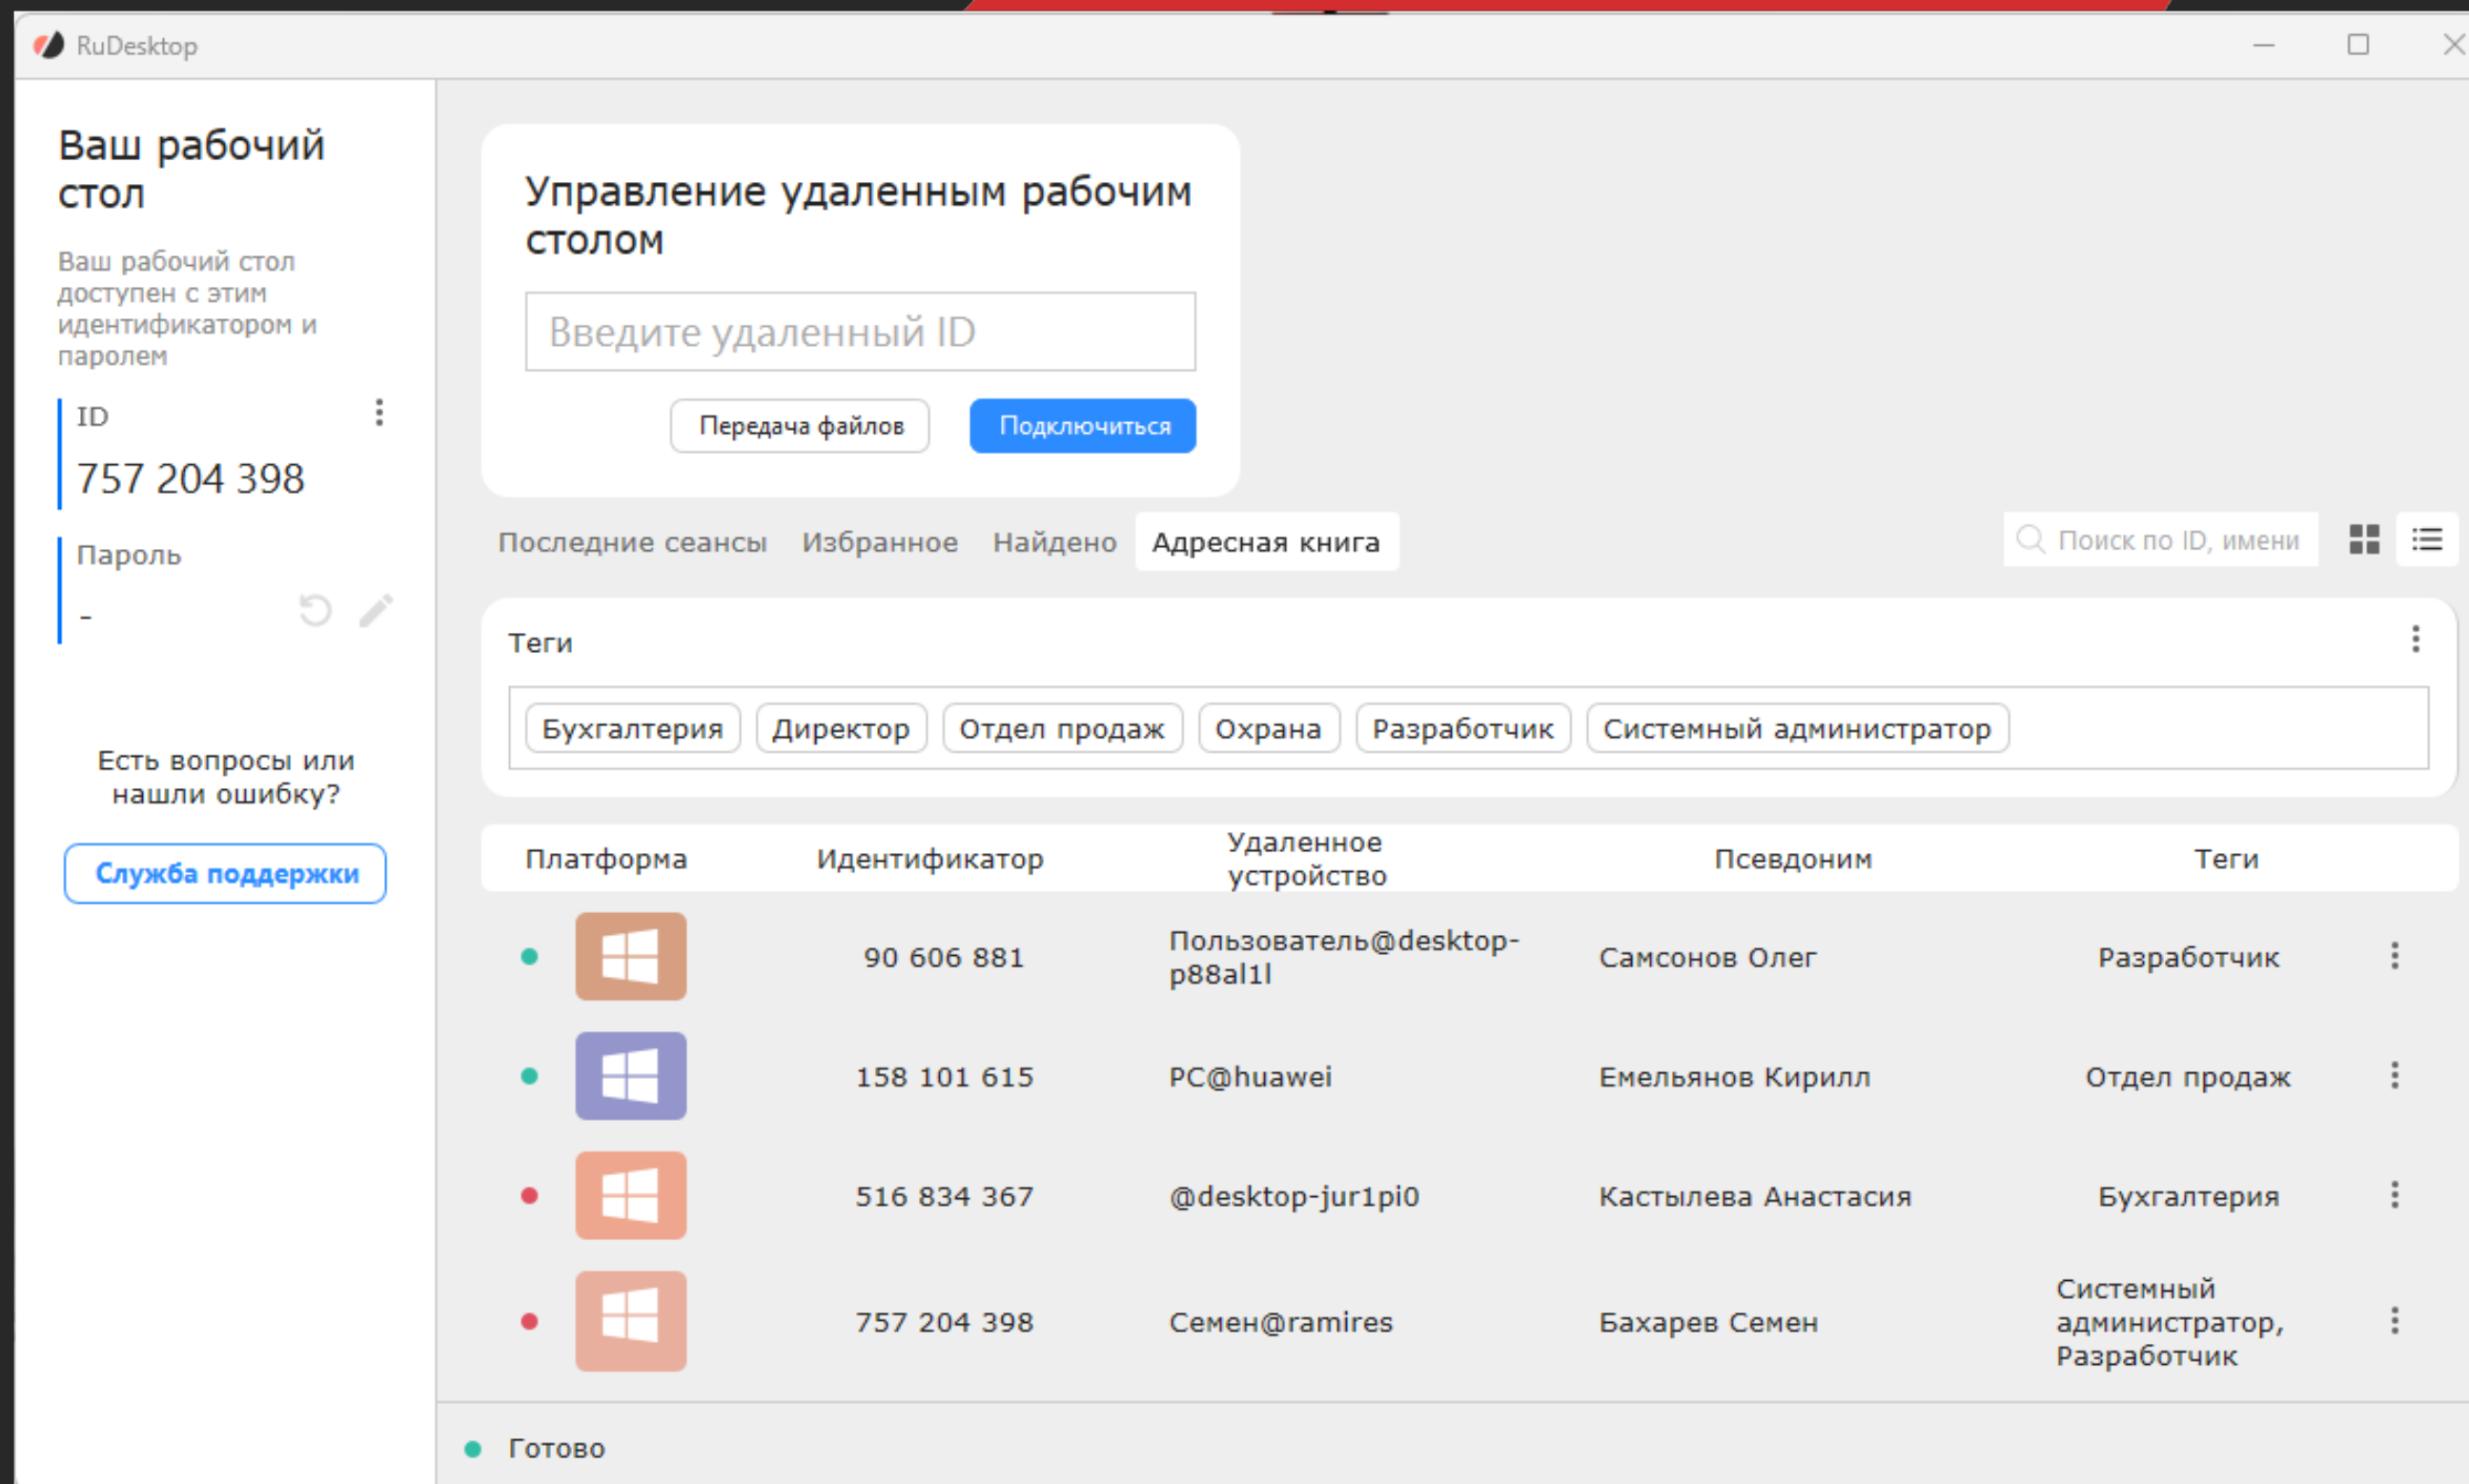 RuDesktop
Ваш рабочий
стол
Ваш рабочий стол
доступен с этим
идентификатором и
паролем
ID
757 204 398
Пароль
-
Есть вопросы или
нашли ошибку?
Служба поддержки
Управление удаленным рабочим
столом
Введите удаленный ID
Передача файлов
Подключиться
Последние сеансы
Избранное
Найдено
Адресная книга
Поиск по ID, имени
Теги
Бухгалтерия
Директор
Отдел продаж
Охрана
Разработчик
Системный администратор
Платформа
Идентификатор
Удаленное
устройство
Псевдоним
Теги
90 606 881
Пользователь@desktop-
p88al1l
Самсонов Олег
Разработчик
158 101 615
PC@huawei
Емельянов Кирилл
Отдел продаж
516 834 367
@desktop-jur1pi0
Кастылева Анастасия
Бухгалтерия
757 204 398
Семен@ramires
Бахарев Семен
Системный
администратор,
Разработчик
Готово